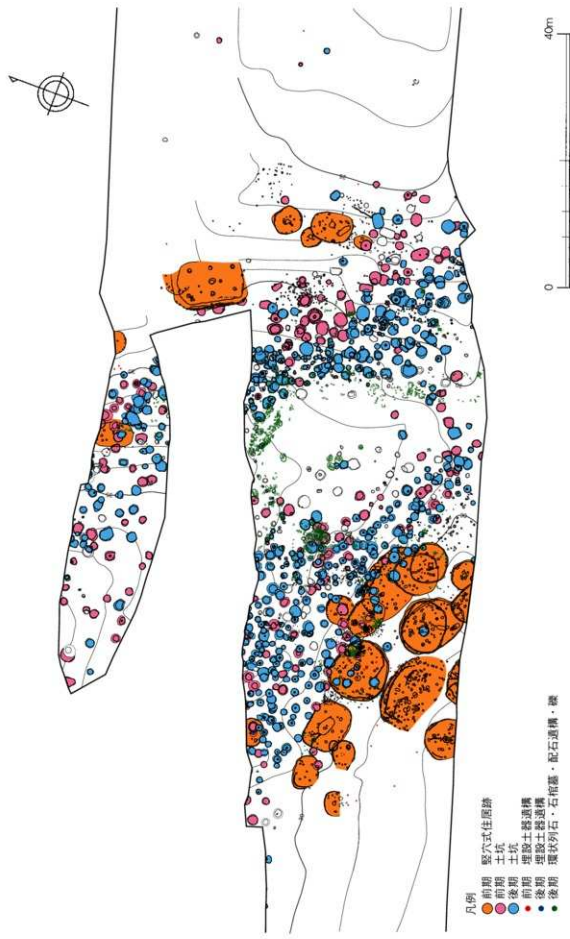 40m
0
凡例
前期 竪穴式住居跡
前期 土坑
後期 土坑
前期 埋設土器遺構
後期 埋設土器遺構
後期 環状列石・石棺墓・配石遺構・礫